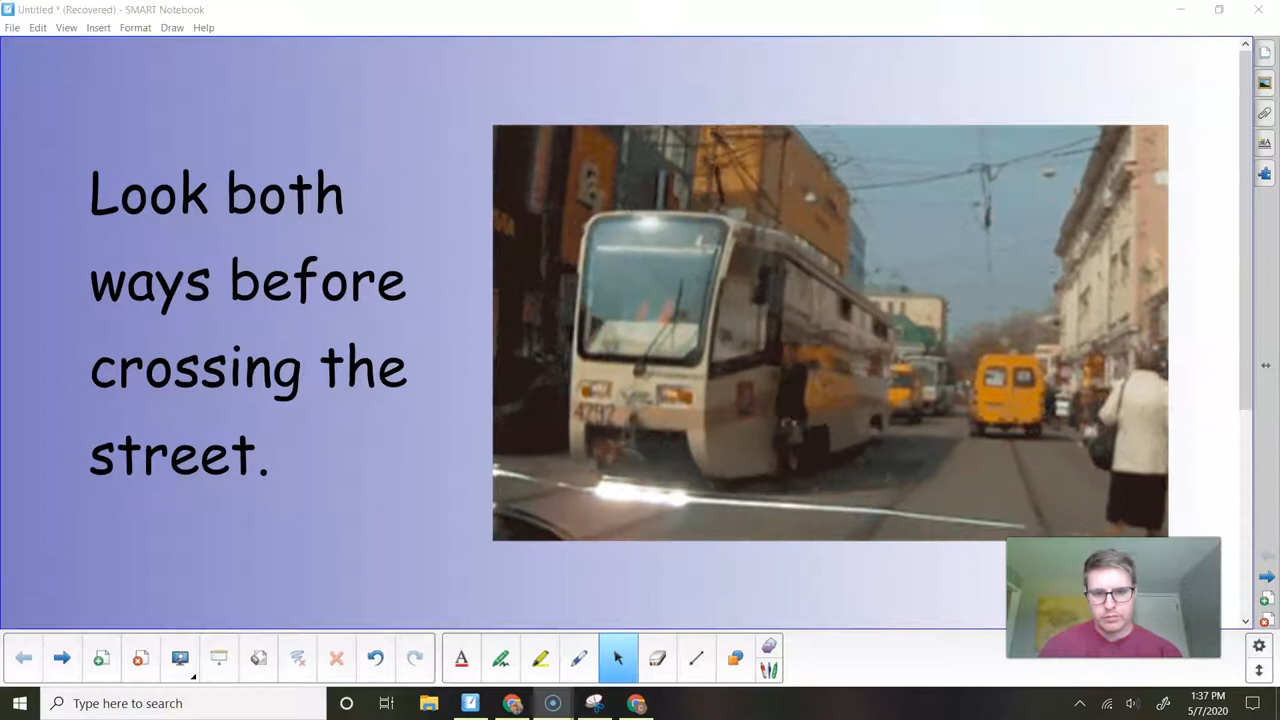 Untitled * (Recovered) - SMART Notebook
File Edit View Insert Format Draw Help
Look both
ways before
crossing the
street.
4292
Type here to search
1:37 PM
5/7/2020